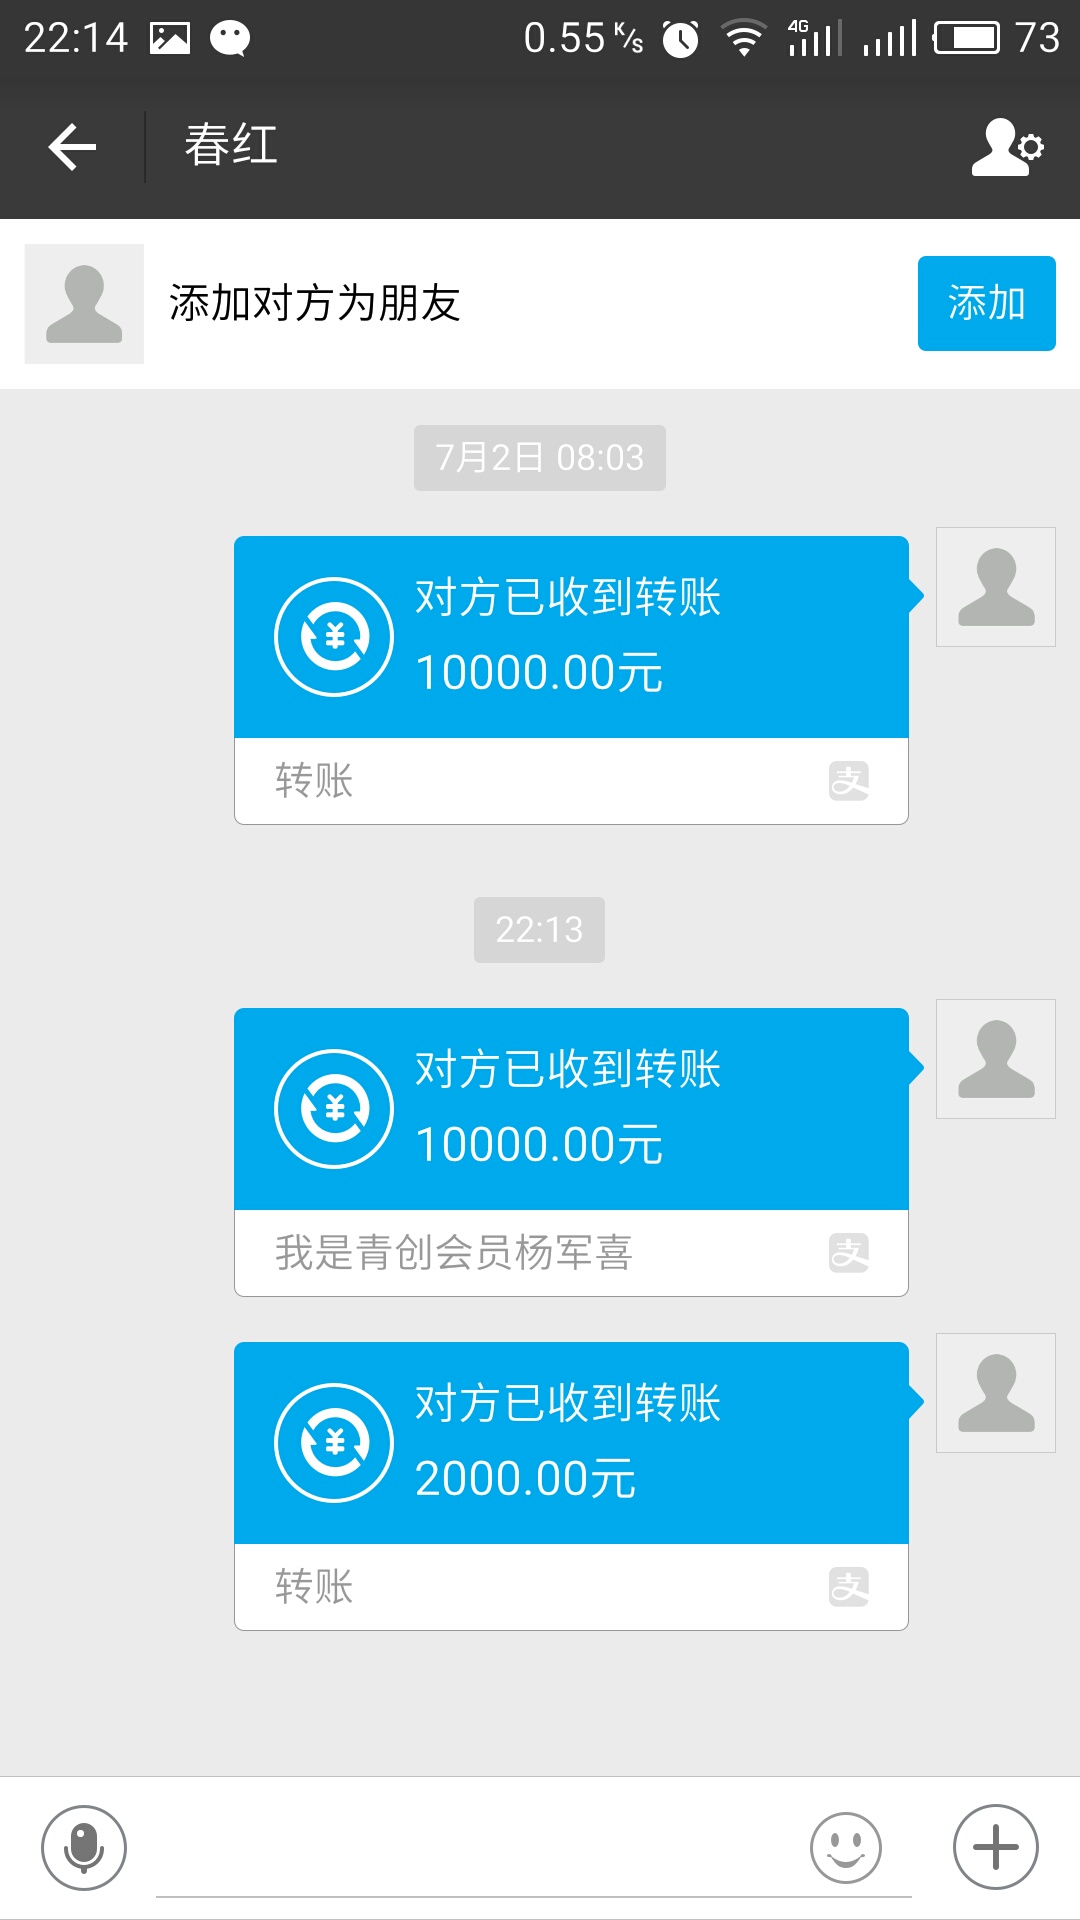 22:14 0.55 K/s 4G 73
春红
添加对方为朋友 添加
7月2日 08:03
对方已收到转账
10000.00元
转账 支
22:13
对方已收到转账
10000.00元
我是青创会员杨军喜 支
对方已收到转账
2000.00元
转账 支